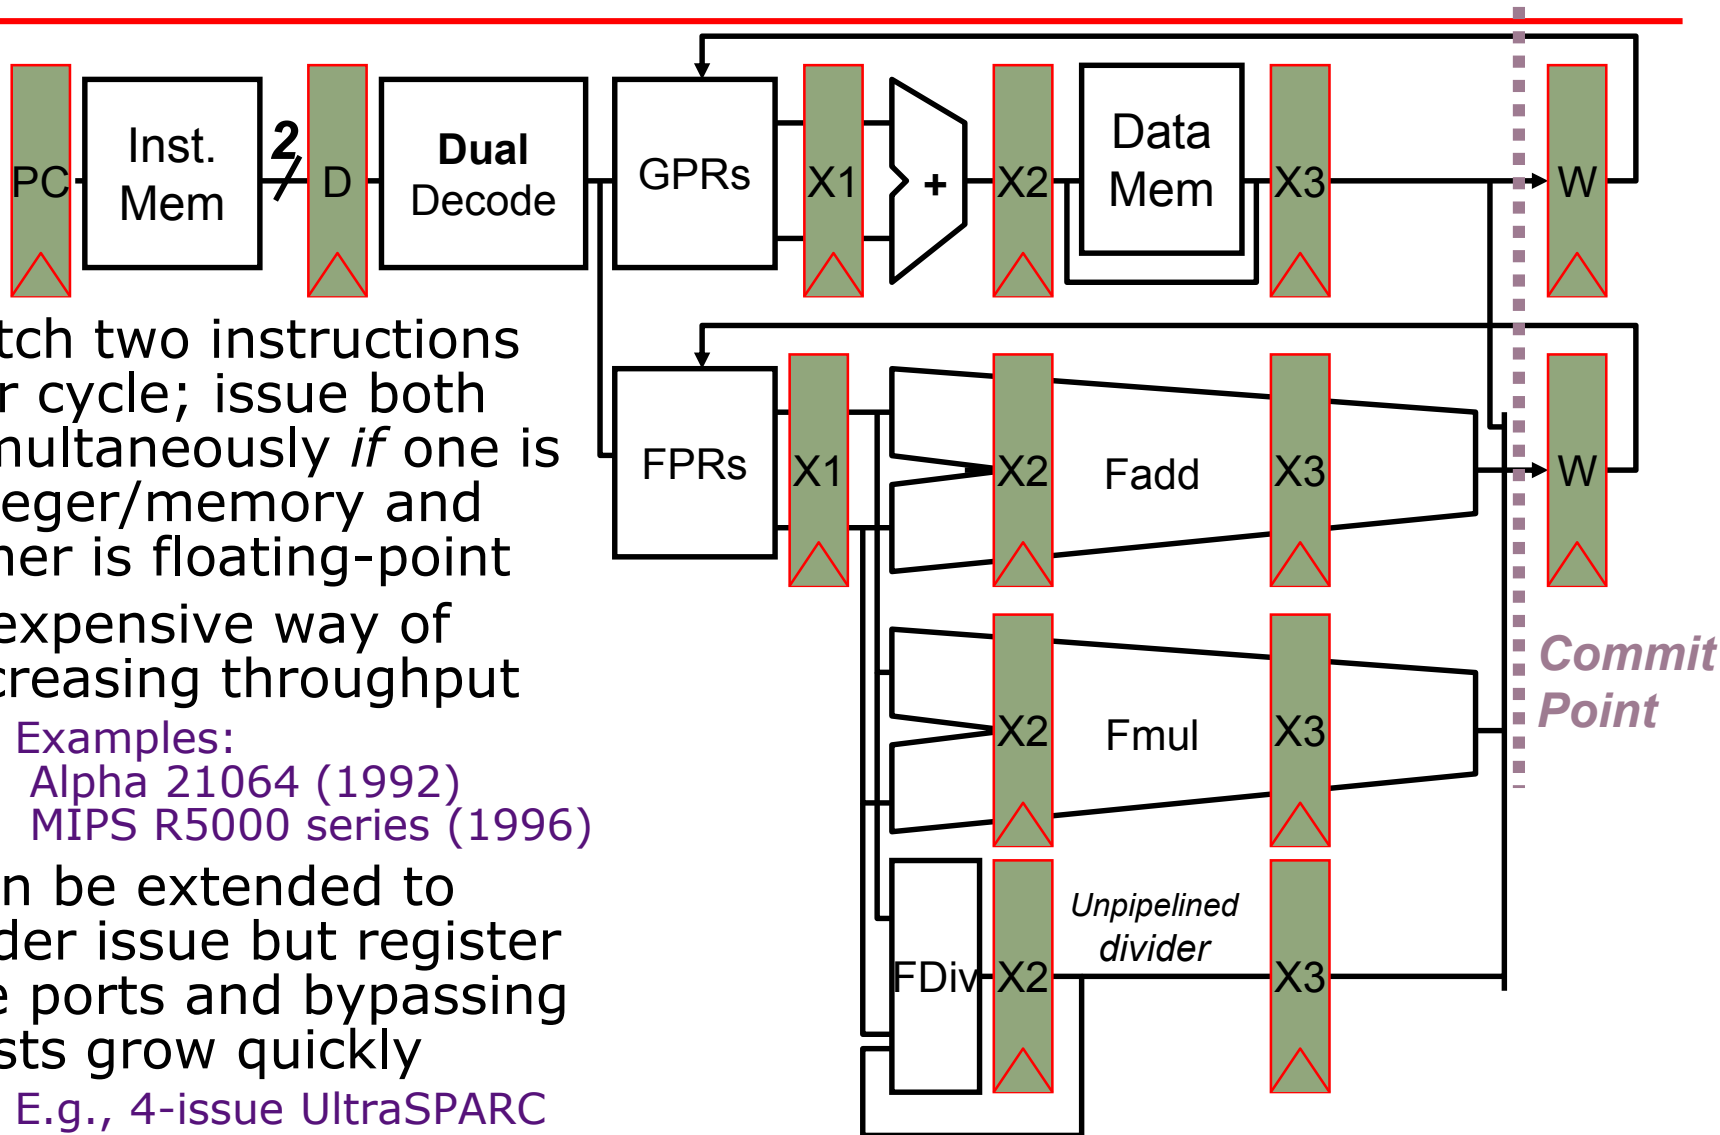 PC
Inst.
Mem
2
D
Dual
Decode
GPRs
X1
+
X2
Data
Mem
X3
W
tch two instructions
r cycle; issue both
multaneously if one is
eger/memory and
ner is floating-point
expensive way of
creasing throughput
Examples:
Alpha 21064 (1992)
MIPS R5000 series (1996)
n be extended to
der issue but register
e ports and bypassing
sts grow quickly
E.g., 4-issue UltraSPARC
FPRs
X1
X2
Fadd
X3
W
X2
Fmul
X3
Commit
Point
FDiv
X2
Unpipelined
divider
X3